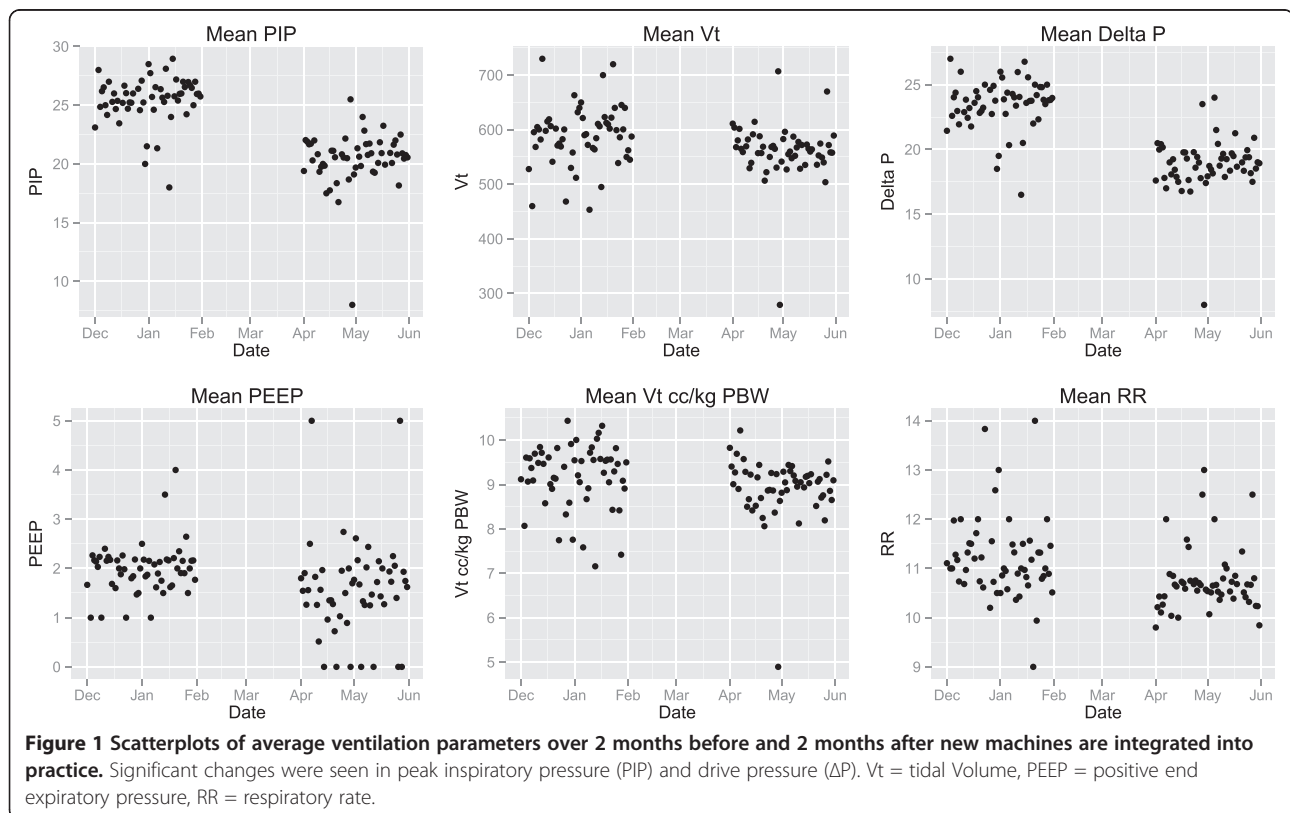 Mean PIP
30
25
20
15
10
PIP
Dec Jan Feb Mar Apr May Jun
Date
Mean Vt
700
600
500
400
300
Vt
Dec Jan Feb Mar Apr May Jun
Date
Mean Delta P
25
20
15
10
Delta P
Dec Jan Feb Mar Apr May Jun
Date
Mean PEEP
5
4
3
2
1
0
PEEP
Dec Jan Feb Mar Apr May Jun
Date
Mean Vt cc/kg PBW
10
9
8
7
6
5
Vt cc/kg PBW
Dec Jan Feb Mar Apr May Jun
Date
Mean RR
14
13
12
11
10
9
RR
Dec Jan Feb Mar Apr May Jun
Date
Figure 1 Scatterplots of average ventilation parameters over 2 months before and 2 months after new machines are integrated into
practice. Significant changes were seen in peak inspiratory pressure (PIP) and drive pressure (ΔP). Vt = tidal Volume, PEEP = positive end
expiratory pressure, RR = respiratory rate.